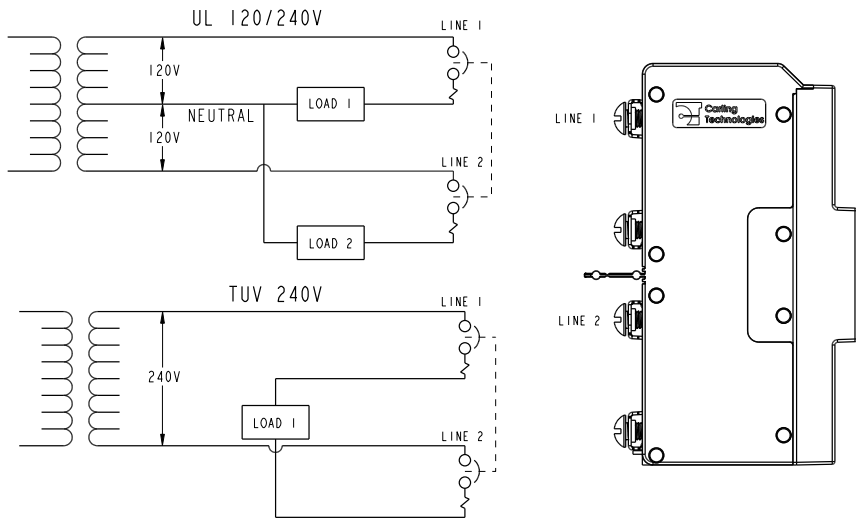 UL 120/240V
LINE 1
120V
LOAD 1
NEUTRAL
120V
LINE 2
LOAD 2
TUV 240V
LINE 1
240V
LOAD 1
LINE 2
LINE 1
Carling
Technologies
LINE 2